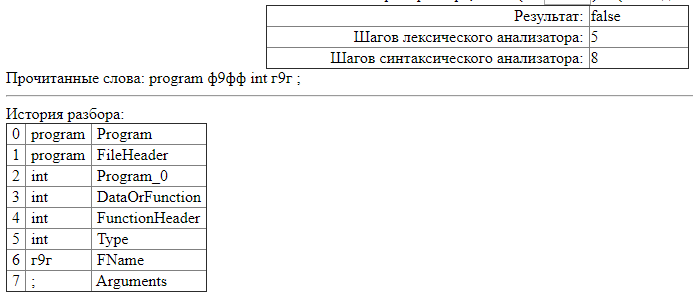 Результат: false
Шагов лексического анализатора: 5
Шагов синтаксического анализатора: 8
Прочитанные слова: program ф9фф int г9г ;
История разбора:
0 program Program
1 program FileHeader
2 int Program_0
3 int DataOrFunction
4 int FunctionHeader
5 int Type
6 г9г FName
7 ; Arguments